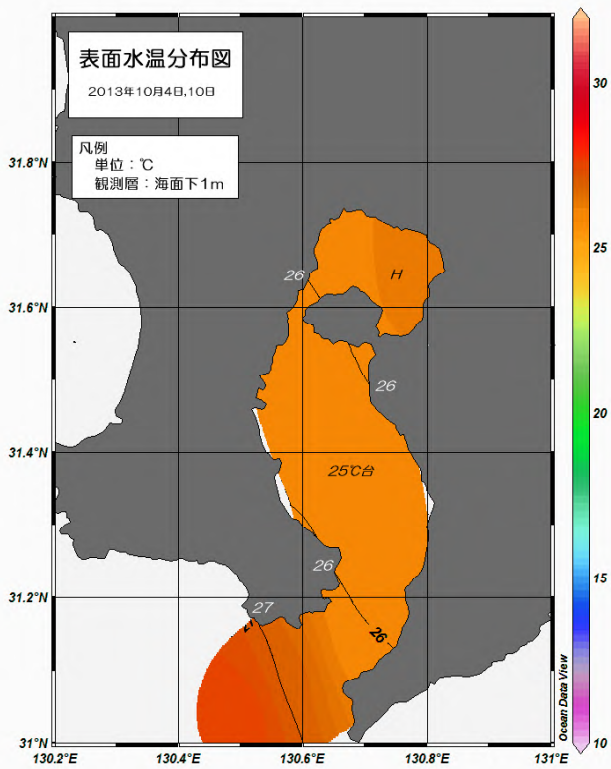 表面水温分布図
2013年10月4日,10日
凡例
単位：℃
観測層：海面下1m
31.8°N
31.6°N
31.4°N
31.2°N
31°N
130.2°E
130.4°E
130.6°E
130.8°E
131°E
26
H
26
25℃台
26
27
27
26
30
25
20
15
10
Ocean Data View